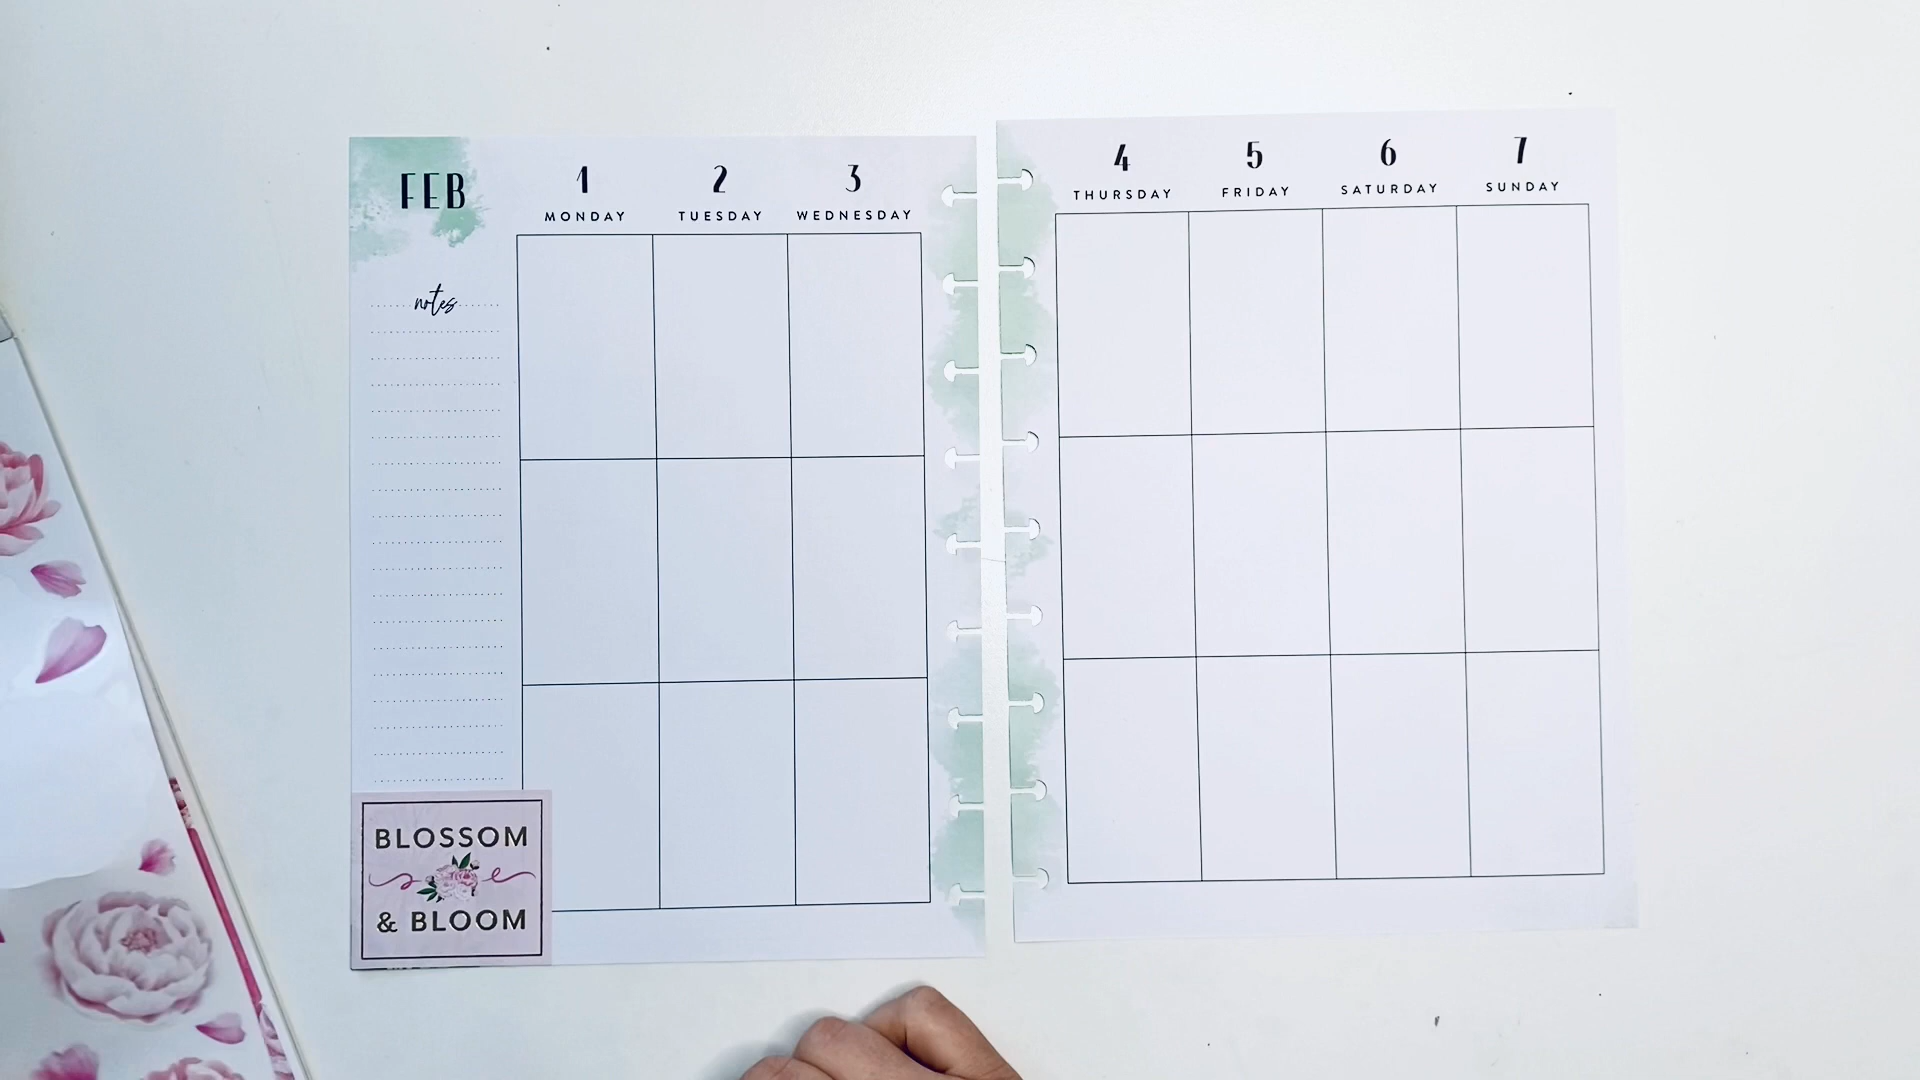 FEB
1 2 3
MONDAY TUESDAY WEDNESDAY
notes
BLOSSOM
& BLOOM
4 5 6 7
THURSDAY FRIDAY SATURDAY SUNDAY